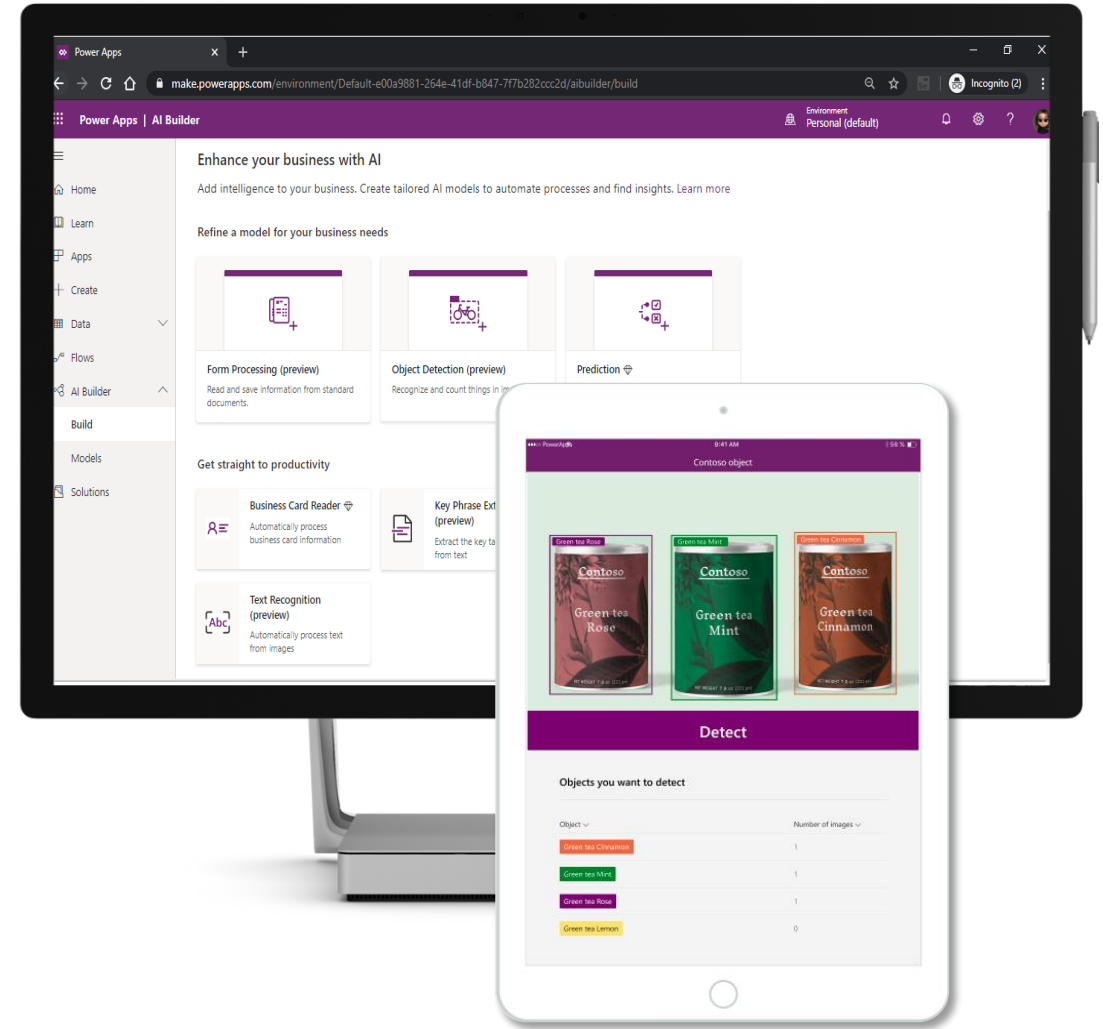 Power Apps
make.powerapps.com/environment/Default-e00a9881-264e-41df-b847-7f7b282ccc2d/aibuilder/build
Incognito (2)
Power Apps | AI Builder
Environment
Personal (default)
Home
Learn
Apps
Create
Data
Flows
AI Builder
Build
Models
Solutions
Enhance your business with AI
Add intelligence to your business. Create tailored AI models to automate processes and find insights. Learn more
Refine a model for your business needs
Form Processing (preview)
Read and save information from standard
documents.
Object Detection (preview)
Recognize and count things in
Prediction
Get straight to productivity
Business Card Reader
Automatically process
business card information
Key Phrase Ext
(preview)
Extract the key ta
from text
Abc
Text Recognition
(preview)
Automatically process text
from images
9:41 AM
58 %
Contoso object
Green tea Rose
Contoso
Green tea
Rose
Green tea Mint
Contoso
Green tea
Mint
Green tea Cinnamon
Contoso
Green tea
Cinnamon
Detect
Objects you want to detect
Object
Number of images
Green tea Cinnamon
1
Green tea Mint
1
Green tea Rose
1
Green tea Lemon
0